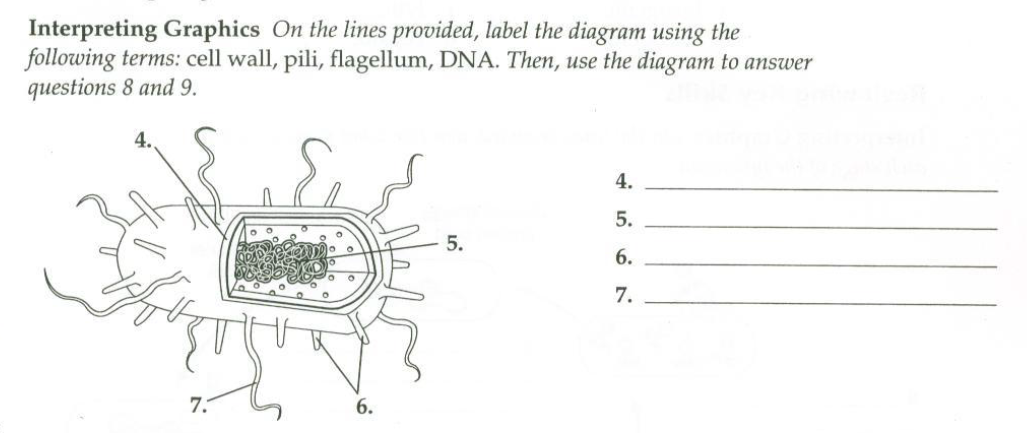 Interpreting Graphics On the lines provided, label the diagram using the
following terms: cell wall, pili, flagellum, DNA. Then, use the diagram to answer
questions 8 and 9.
4.
5.
7.
6.
4.
5.
6.
7.